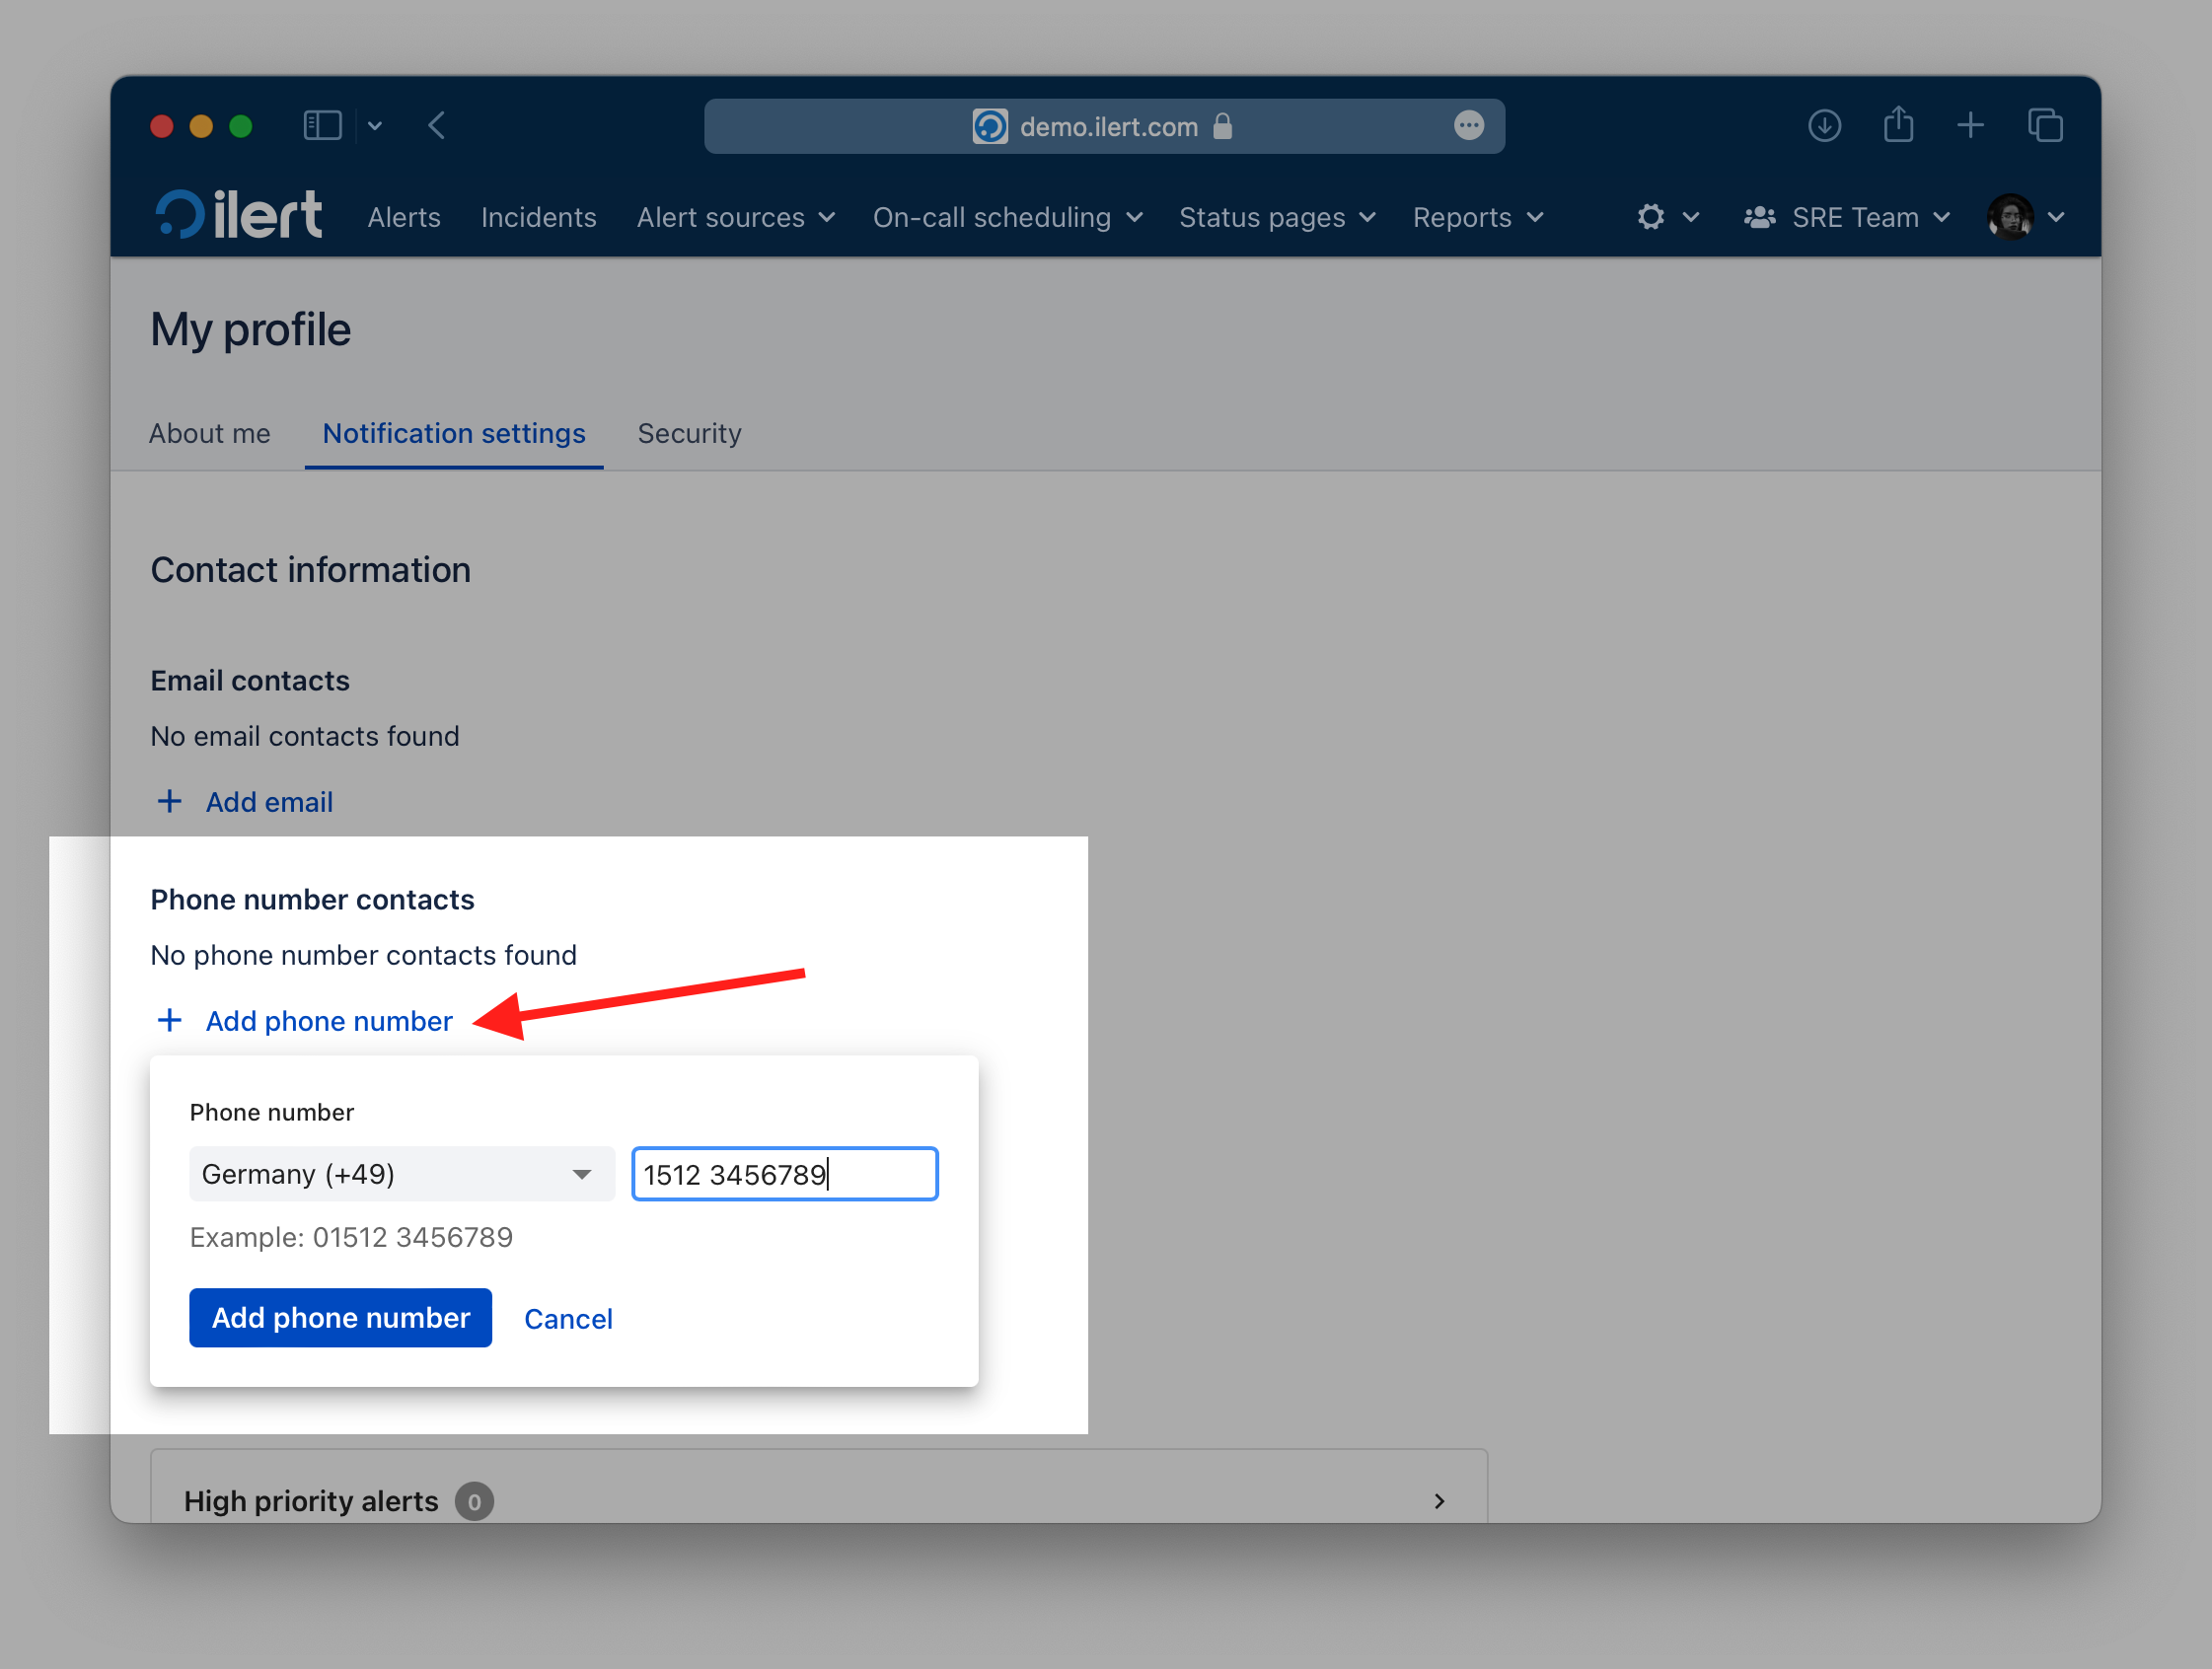 demo.ilert.com
ilert Alerts Incidents Alert sources On-call scheduling Status pages Reports SRE Team
My profile
About me Notification settings Security
Contact information
Email contacts
No email contacts found
+ Add email
Phone number contacts
No phone number contacts found
+ Add phone number
Phone number
Germany (+49) 1512 3456789
Example: 01512 3456789
Add phone number Cancel
High priority alerts 0